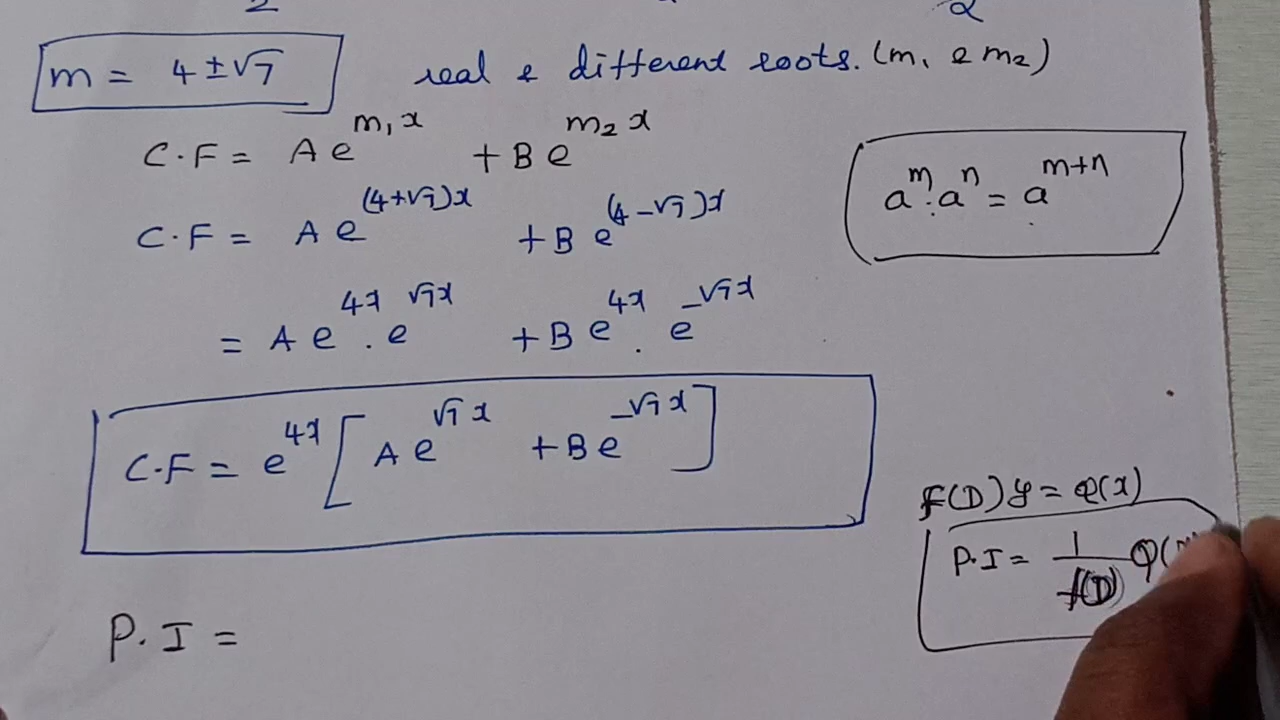 m = 4 ± √7 real & different roots. (m₁ & m₂)
C.F = A e^{m₁x} + B e^{m₂x}
C.F = A e^{(4+√7)x} + B e^{(4-√7)x}
= A e^{4x} . e^{√7x} + B e^{4x} . e^{-√7x}
C.F = e^{4x} [ A e^{√7x} + B e^{-√7x} ]
P.I =
a^m . a^n = a^{m+n}
F(D) y = Q(x)
P.I = 1/f(D)